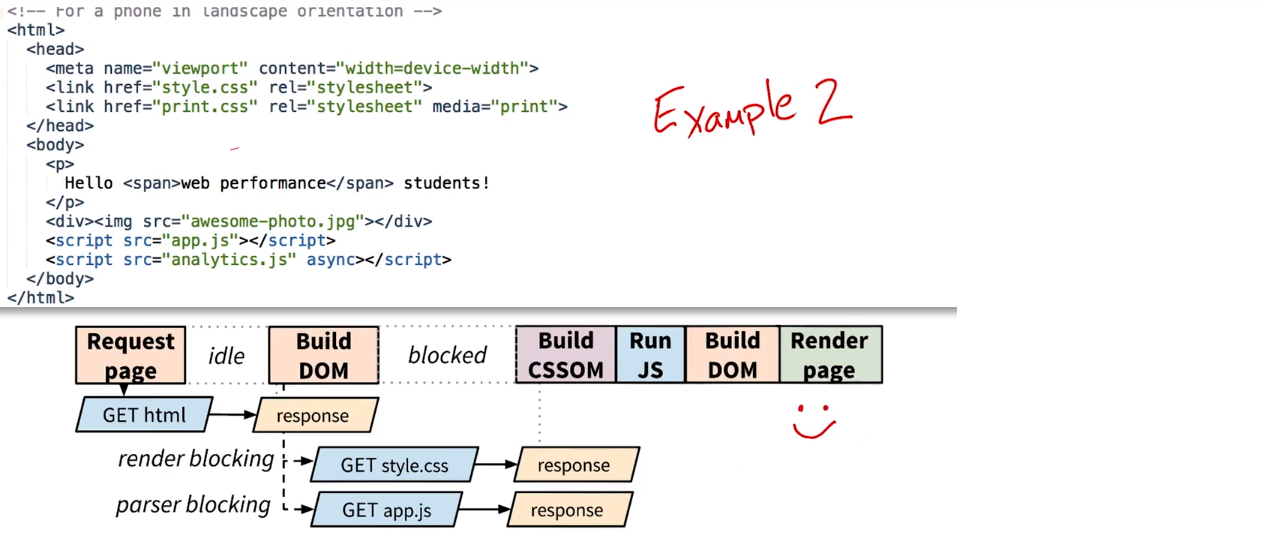 <!-- For a phone in landscape orientation -->
<html>
<head>
<meta name="viewport" content="width=device-width">
<link href="style.css" rel="stylesheet">
<link href="print.css" rel="stylesheet" media="print">
</head>
<body>
<p>
Hello <span>web performance</span> students!
</p>
<div><img src="awesome-photo.jpg"></div>
<script src="app.js"></script>
<script src="analytics.js" async></script>
</body>
</html>
Example 2
Request page
idle
Build DOM
blocked
Build CSSOM
Run JS
Build DOM
Render page
GET html
response
render blocking
GET style.css
response
parser blocking
GET app.js
response